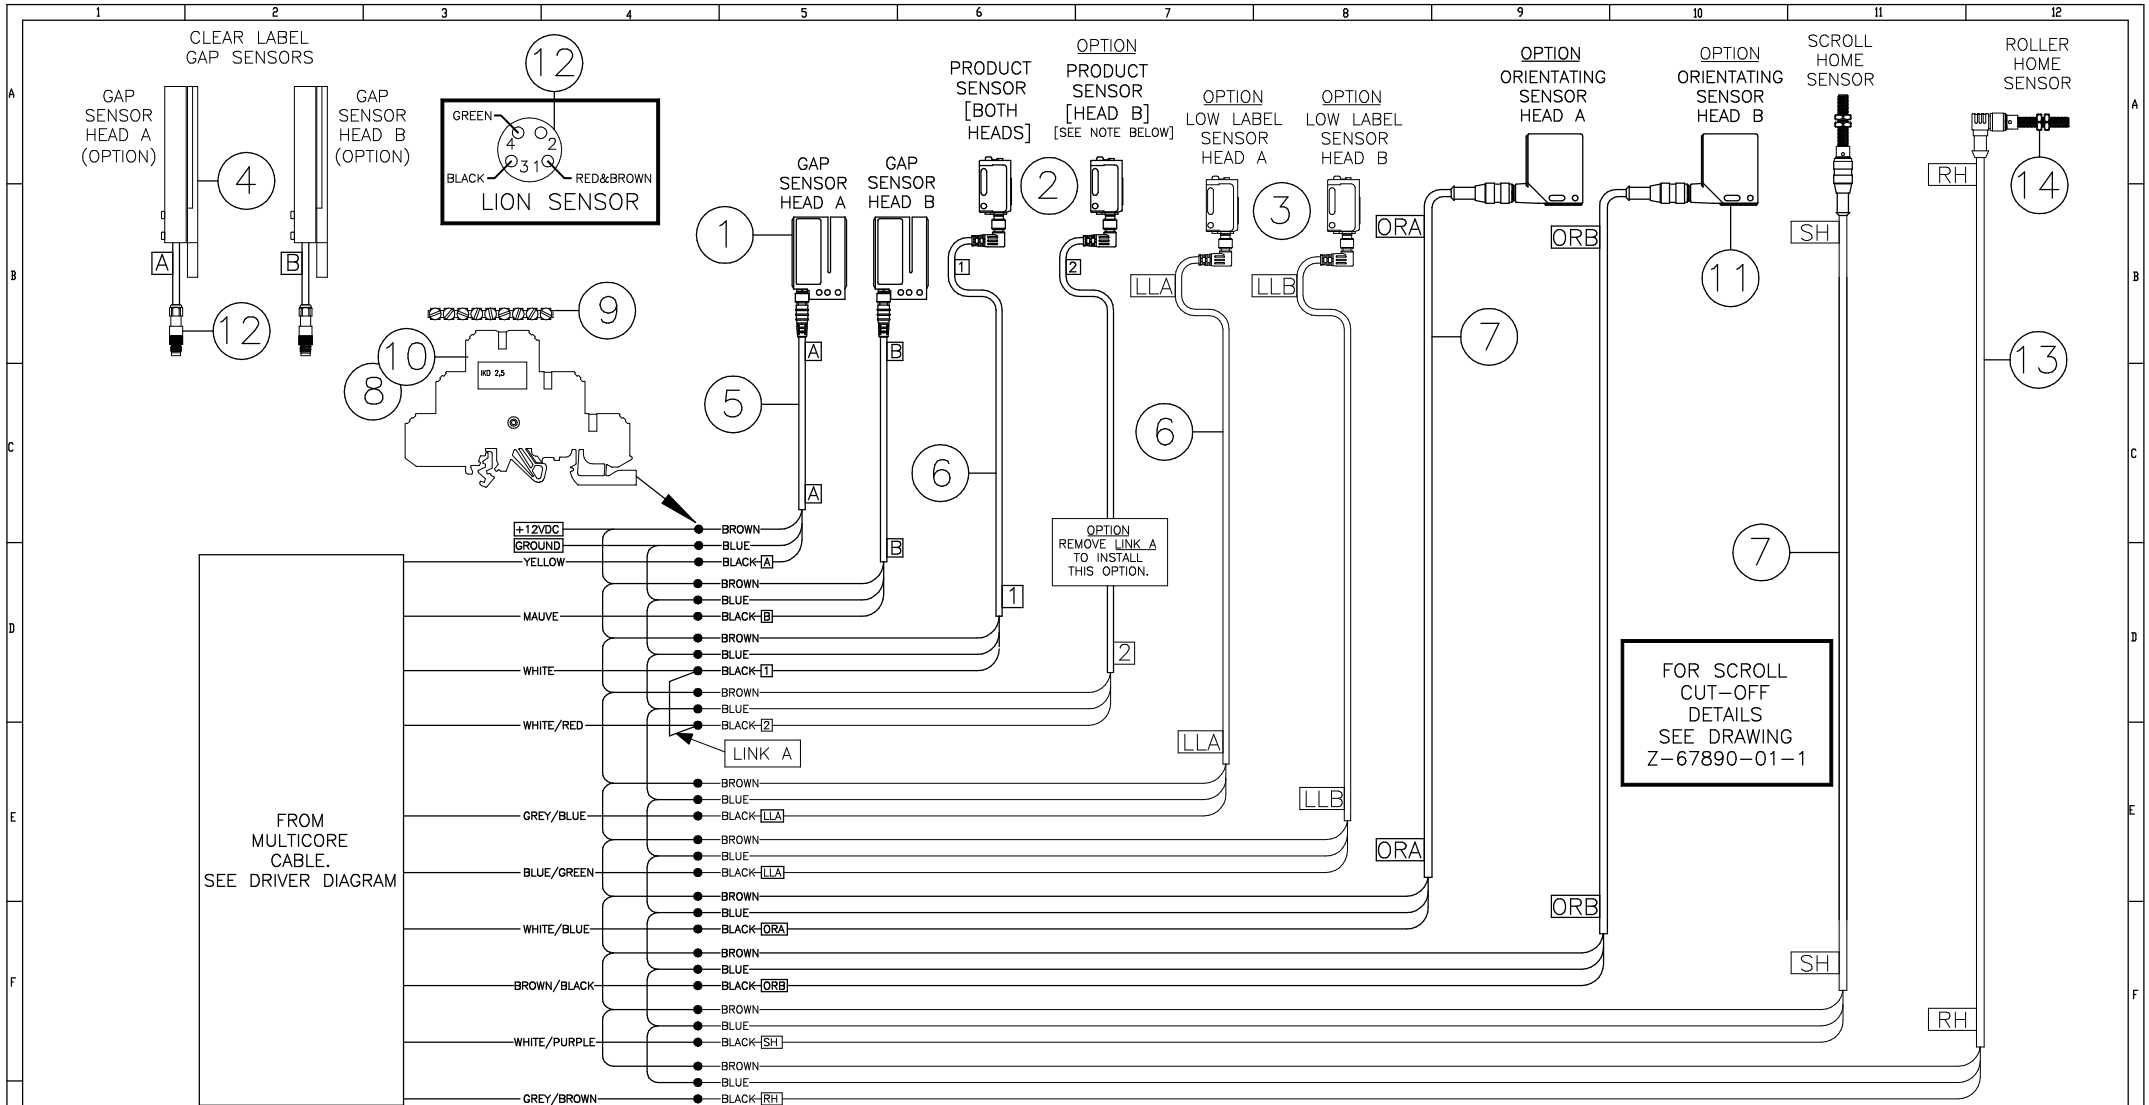 1 2 3 4 5 6 7 8 9 10 11 12
A B C D E F
A B C D E F
CLEAR LABEL
GAP SENSORS
GAP
SENSOR
HEAD A
(OPTION)
GAP
SENSOR
HEAD B
(OPTION)
4
A
B
12
12
GREEN
4 2
3 1
BLACK
RED&BROWN
LION SENSOR
9
10
8
IKD 2,5
1
GAP
SENSOR
HEAD A
GAP
SENSOR
HEAD B
A
B
5
A
B
PRODUCT
SENSOR
[BOTH
HEADS]
2
1
6
1
OPTION
PRODUCT
SENSOR
[HEAD B]
[SEE NOTE BELOW]
2
OPTION
REMOVE LINK A
TO INSTALL
THIS OPTION.
2
OPTION
LOW LABEL
SENSOR
HEAD A
3
OPTION
LOW LABEL
SENSOR
HEAD B
LLA
LLB
6
LLA
LLB
OPTION
ORIENTATING
SENSOR
HEAD A
ORA
7
ORA
OPTION
ORIENTATING
SENSOR
HEAD B
ORB
11
ORB
SCROLL
HOME
SENSOR
SH
7
SH
ROLLER
HOME
SENSOR
RH
14
13
RH
FOR SCROLL
CUT-OFF
DETAILS
SEE DRAWING
Z-67890-01-1
FROM
MULTICORE
CABLE.
SEE DRIVER DIAGRAM
+12VDC BROWN
GROUND BLUE
YELLOW BLACK A
BROWN
BLUE
MAUVE BLACK B
BROWN
BLUE
WHITE BLACK 1
BROWN
BLUE
WHITE/RED BLACK 2
LINK A
BROWN
BLUE
GREY/BLUE BLACK LLA
BROWN
BLUE
BLUE/GREEN BLACK LLA
BROWN
BLUE
WHITE/BLUE BLACK ORA
BROWN
BLUE
BROWN/BLACK BLACK ORB
BROWN
BLUE
WHITE/PURPLE BLACK SH
BROWN
BLUE
GREY/BROWN BLACK RH